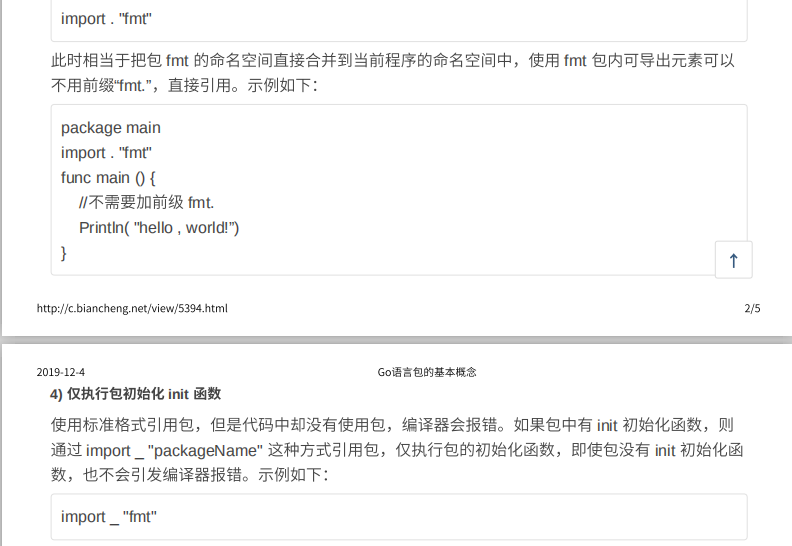 import . "fmt"
此时相当于把包 fmt 的命名空间直接合并到当前程序的命名空间中，使用 fmt 包内可导出元素可以
不用前缀“fmt.”，直接引用。示例如下：
package main
import . "fmt"
func main () {
    //不需要加前级 fmt.
    Println( "hello , world!”)
}
↑
http://c.biancheng.net/view/5394.html 2/5
2019-12-4 Go语言包的基本概念
4) 仅执行包初始化 init 函数
使用标准格式引用包，但是代码中却没有使用包，编译器会报错。如果包中有 init 初始化函数，则
通过 import _ "packageName" 这种方式引用包，仅执行包的初始化函数，即使包没有 init 初始化函
数，也不会引发编译器报错。示例如下：
import _ "fmt"